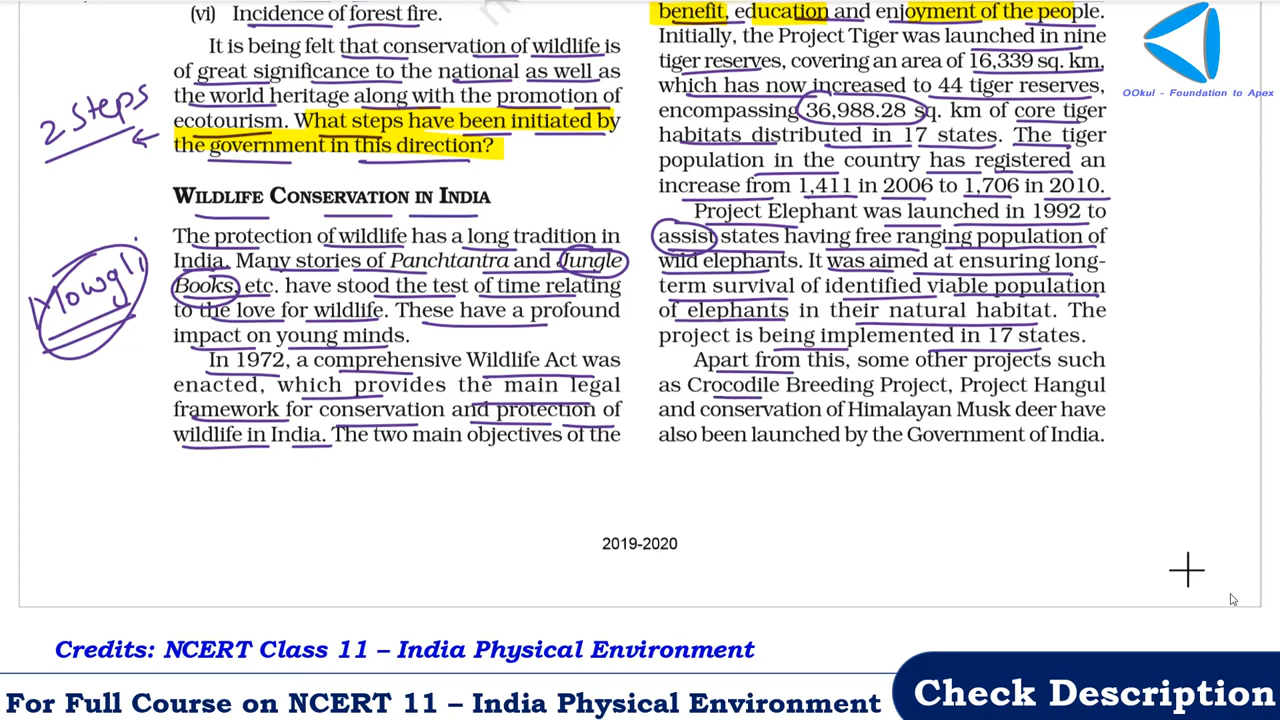 (vi) Incidence of forest fire.
It is being felt that conservation of wildlife is
of great significance to the national as well as
the world heritage along with the promotion of
ecotourism. What steps have been initiated by
the government in this direction?
2 Steps
WILDLIFE CONSERVATION IN INDIA
The protection of wildlife has a long tradition in
India. Many stories of Panchtantra and Jungle
Books, etc. have stood the test of time relating
to the love for wildlife. These have a profound
impact on young minds.
Mowgli
In 1972, a comprehensive Wildlife Act was
enacted, which provides the main legal
framework for conservation and protection of
wildlife in India. The two main objectives of the
benefit, education and enjoyment of the people.
Initially, the Project Tiger was launched in nine
tiger reserves, covering an area of 16,339 sq. km,
which has now increased to 44 tiger reserves,
encompassing 36,988.28 sq. km of core tiger
habitats distributed in 17 states. The tiger
population in the country has registered an
increase from 1,411 in 2006 to 1,706 in 2010.
Project Elephant was launched in 1992 to
assist states having free ranging population of
wild elephants. It was aimed at ensuring long-
term survival of identified viable population
of elephants in their natural habitat. The
project is being implemented in 17 states.
Apart from this, some other projects such
as Crocodile Breeding Project, Project Hangul
and conservation of Himalayan Musk deer have
also been launched by the Government of India.
OOkul - Foundation to Apex
2019-2020
Credits: NCERT Class 11 – India Physical Environment
For Full Course on NCERT 11 – India Physical Environment
Check Description